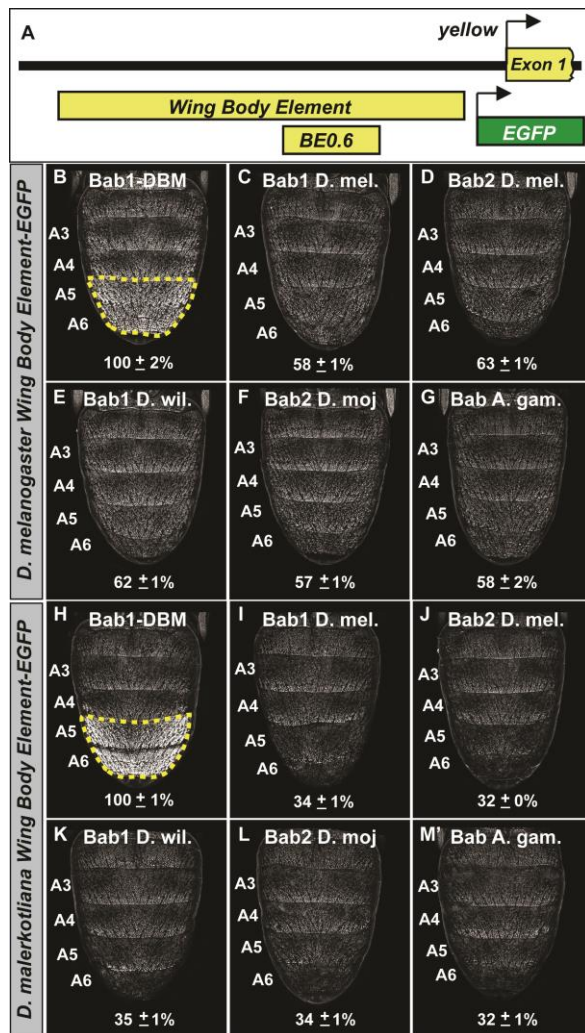 A
yellow
Exon 1
Wing Body Element
BE0.6
EGFP
D. melanogaster Wing Body Element-EGFP
B Bab1-DBM
A3
A4
A5
A6
100 ± 2%
C Bab1 D. mel.
A3
A4
A5
A6
58 ± 1%
D Bab2 D. mel.
A3
A4
A5
A6
63 ± 1%
E Bab1 D. wil.
A3
A4
A5
A6
62 ± 1%
F Bab2 D. moj
A3
A4
A5
A6
57 ± 1%
G Bab A. gam.
A3
A4
A5
A6
58 ± 2%
D. malerkotliana Wing Body Element-EGFP
H Bab1-DBM
A3
A4
A5
A6
100 ± 1%
I Bab1 D. mel.
A3
A4
A5
A6
34 ± 1%
J Bab2 D. mel.
A3
A4
A5
A6
32 ± 0%
K Bab1 D. wil.
A3
A4
A5
A6
35 ± 1%
L Bab2 D. moj
A3
A4
A5
A6
34 ± 1%
M' Bab A. gam.
A3
A4
A5
A6
32 ± 1%